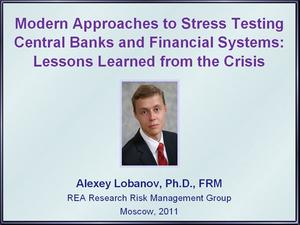 Modern Approaches to Stress Testing
Central Banks and Financial Systems:
Lessons Learned from the Crisis
Alexey Lobanov, Ph.D., FRM
REA Research Risk Management Group
Moscow, 2011